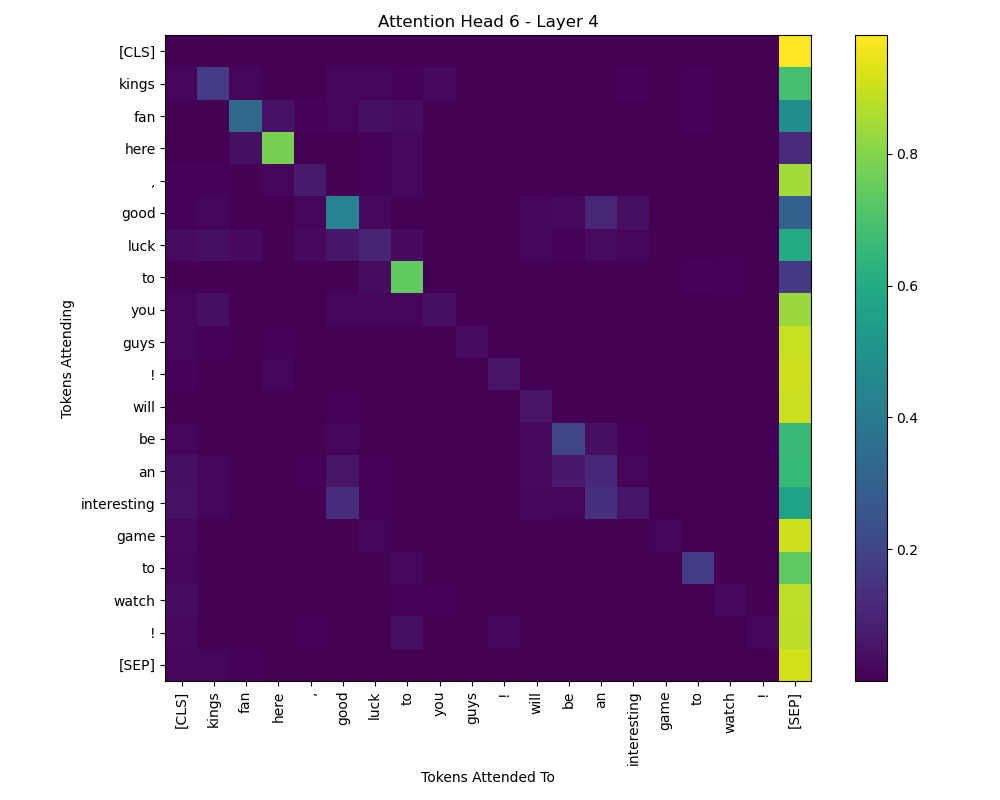 Attention Head 6 - Layer 4
Tokens Attending
[CLS]
kings
fan
here
,
good
luck
to
you
guys
!
will
be
an
interesting
game
to
watch
!
[SEP]
[CLS]
kings
fan
here
,
good
luck
to
you
guys
!
will
be
an
interesting
game
to
watch
!
[SEP]
Tokens Attended To
0.8
0.6
0.4
0.2